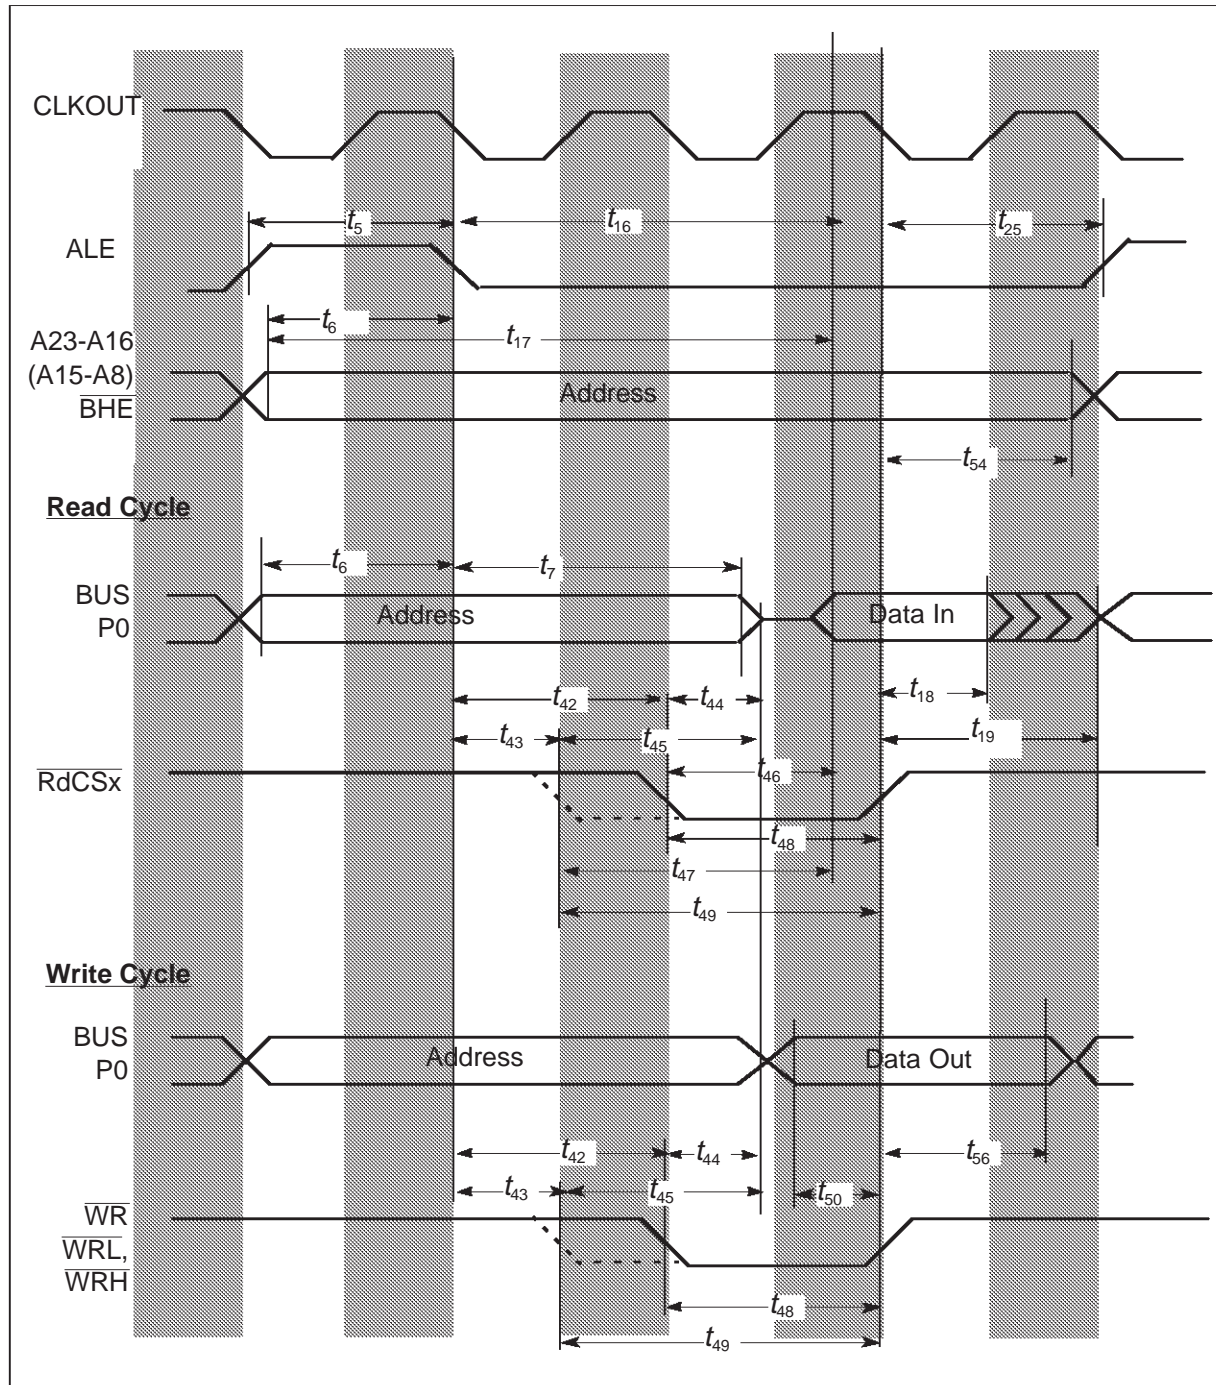 CLKOUT
t5 t16 t25
ALE
t6 t17
A23-A16
(A15-A8)
BHE
Address
t54
Read Cycle
t6 t7
BUS
P0
Address Data In
t42 t44 t18
t43 t45 t19
RdCSx
t46
t48
t47
t49
Write Cycle
BUS
P0
Address Data Out
t42 t44 t56
t43 t45 t50
WR
WRL,
WRH
t48
t49